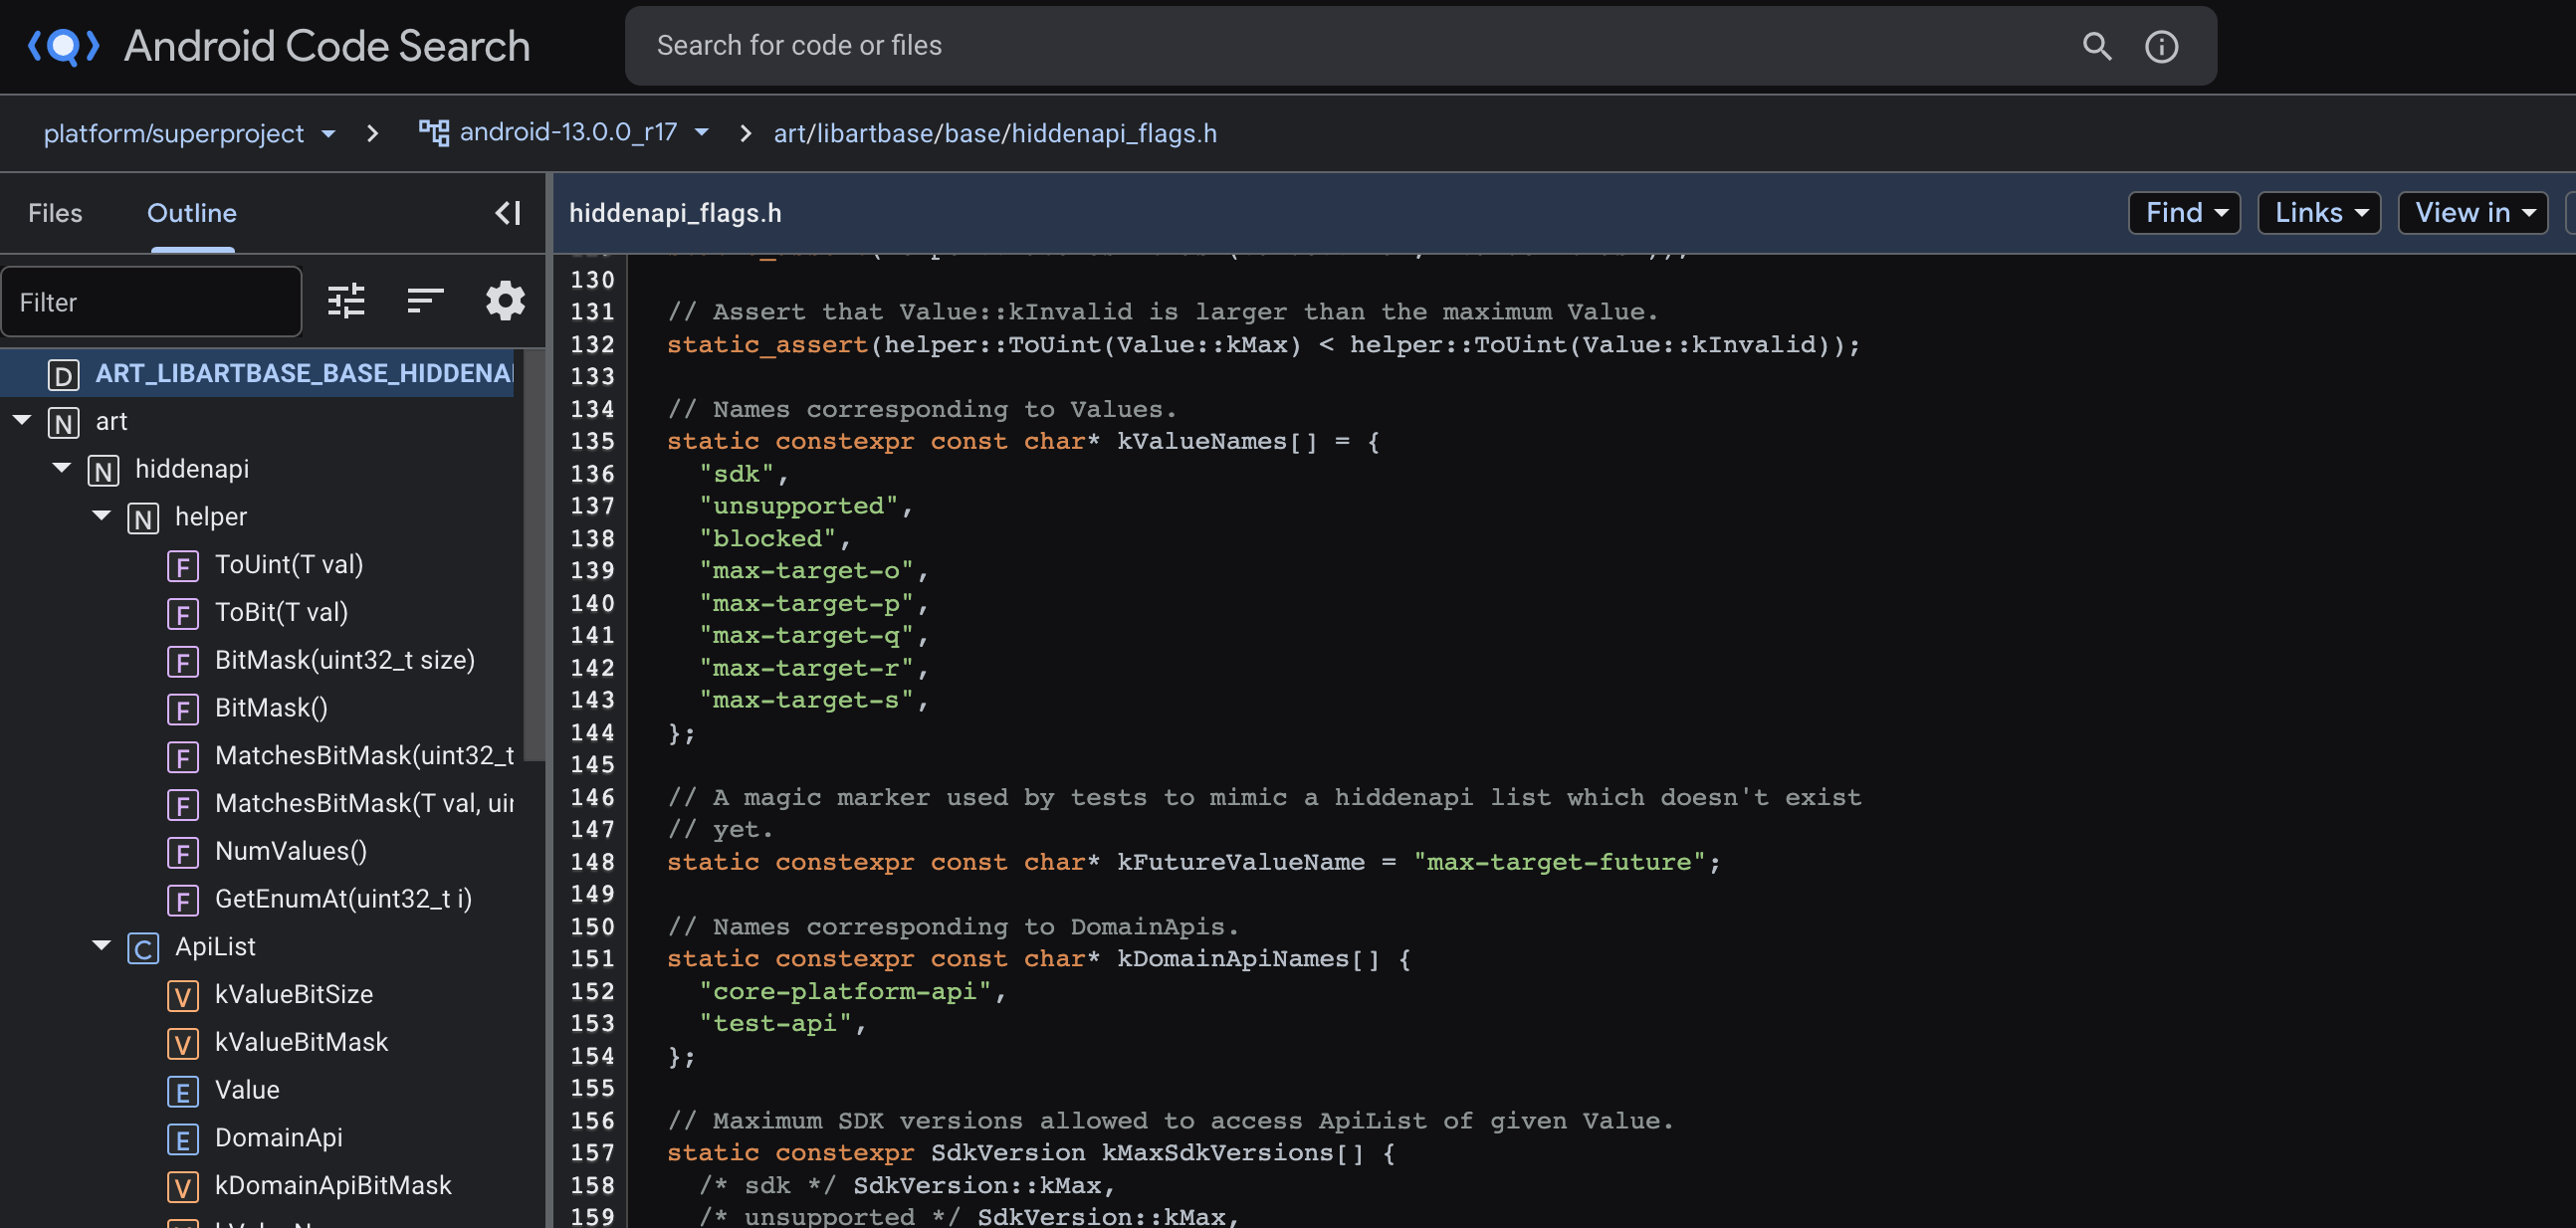 Android Code Search
Search for code or files
platform/superproject > android-13.0.0_r17 > art/libartbase/base/hiddenapi_flags.h
Files Outline
hiddenapi_flags.h
Find Links View in
Filter
D ART_LIBARTBASE_BASE_HIDDENAI
N art
N hiddenapi
N helper
F ToUint(T val)
F ToBit(T val)
F BitMask(uint32_t size)
F BitMask()
F MatchesBitMask(uint32_t
F MatchesBitMask(T val, uin
F NumValues()
F GetEnumAt(uint32_t i)
C ApiList
V kValueBitSize
V kValueBitMask
E Value
E DomainApi
V kDomainApiBitMask
130
131 // Assert that Value::kInvalid is larger than the maximum Value.
132 static_assert(helper::ToUint(Value::kMax) < helper::ToUint(Value::kInvalid));
133
134 // Names corresponding to Values.
135 static constexpr const char* kValueNames[] = {
136 "sdk",
137 "unsupported",
138 "blocked",
139 "max-target-o",
140 "max-target-p",
141 "max-target-q",
142 "max-target-r",
143 "max-target-s",
144 };
145
146 // A magic marker used by tests to mimic a hiddenapi list which doesn't exist
147 // yet.
148 static constexpr const char* kFutureValueName = "max-target-future";
149
150 // Names corresponding to DomainApis.
151 static constexpr const char* kDomainApiNames[] {
152 "core-platform-api",
153 "test-api",
154 };
155
156 // Maximum SDK versions allowed to access ApiList of given Value.
157 static constexpr SdkVersion kMaxSdkVersions[] {
158 /* sdk */ SdkVersion::kMax,
159 /* unsupported */ SdkVersion::kMax,